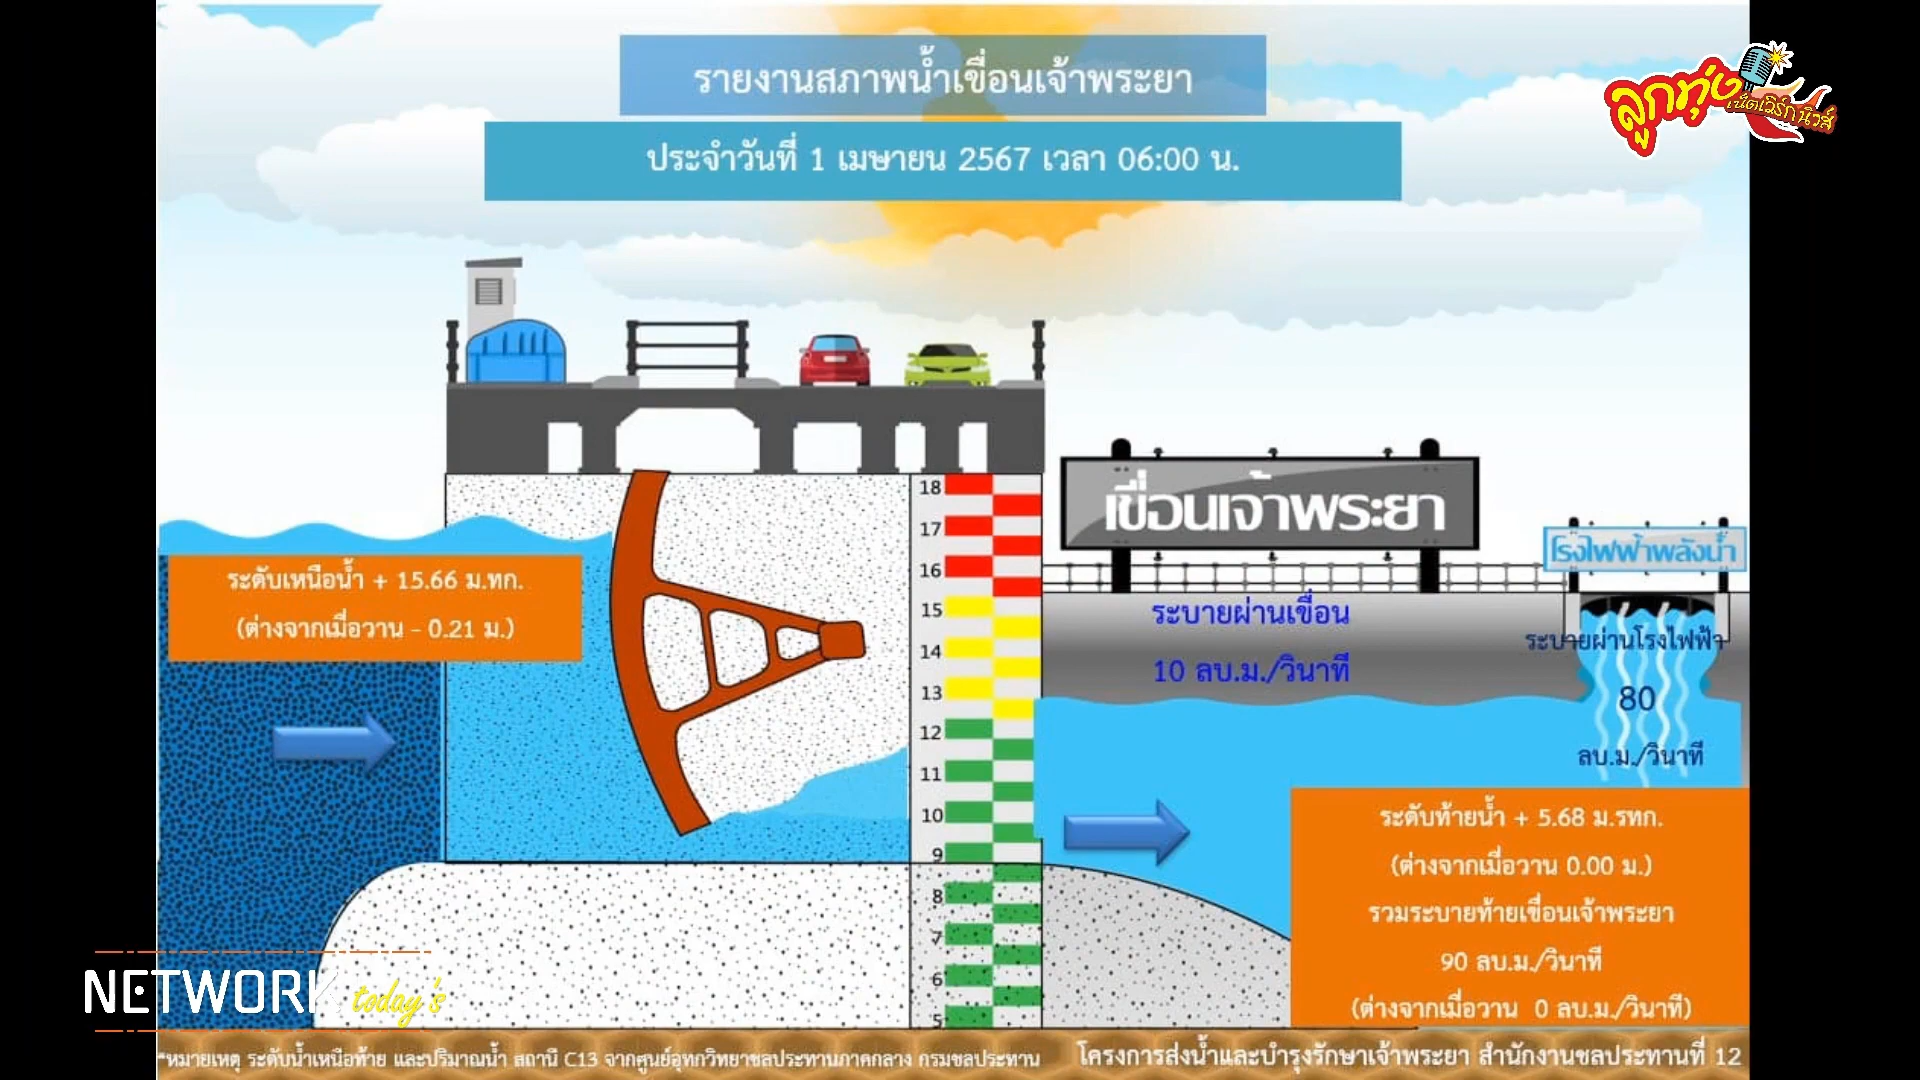 รายงานสภาพน้ำเขื่อนเจ้าพระยา
ประจำวันที่ 1 เมษายน 2567 เวลา 06:00 น.
ลูกทุ่ง
เน็ตเวิร์กนิวส์
18
17
16
15
14
13
12
11
10
9
8
7
6
5
เขื่อนเจ้าพระยา
โรงไฟฟ้าพลังน้ำ
ระดับเหนือน้ำ + 15.66 ม.ทก.
(ต่างจากเมื่อวาน - 0.21 ม.)
ระบายผ่านเขื่อน
10 ลบ.ม./วินาที
ระบายผ่านโรงไฟฟ้า
80
ลบ.ม./วินาที
ระดับท้ายน้ำ + 5.68 ม.รทก.
(ต่างจากเมื่อวาน 0.00 ม.)
รวมระบายท้ายเขื่อนเจ้าพระยา
90 ลบ.ม./วินาที
(ต่างจากเมื่อวาน 0 ลบ.ม./วินาที)
NETWORK today's
*หมายเหตุ ระดับน้ำเหนือท้าย และปริมาณน้ำ สถานี C13 จากศูนย์อุทกวิทยาชลประทานภาคกลาง กรมชลประทาน
โครงการส่งน้ำและบำรุงรักษาเจ้าพระยา สำนักงานชลประทานที่ 12